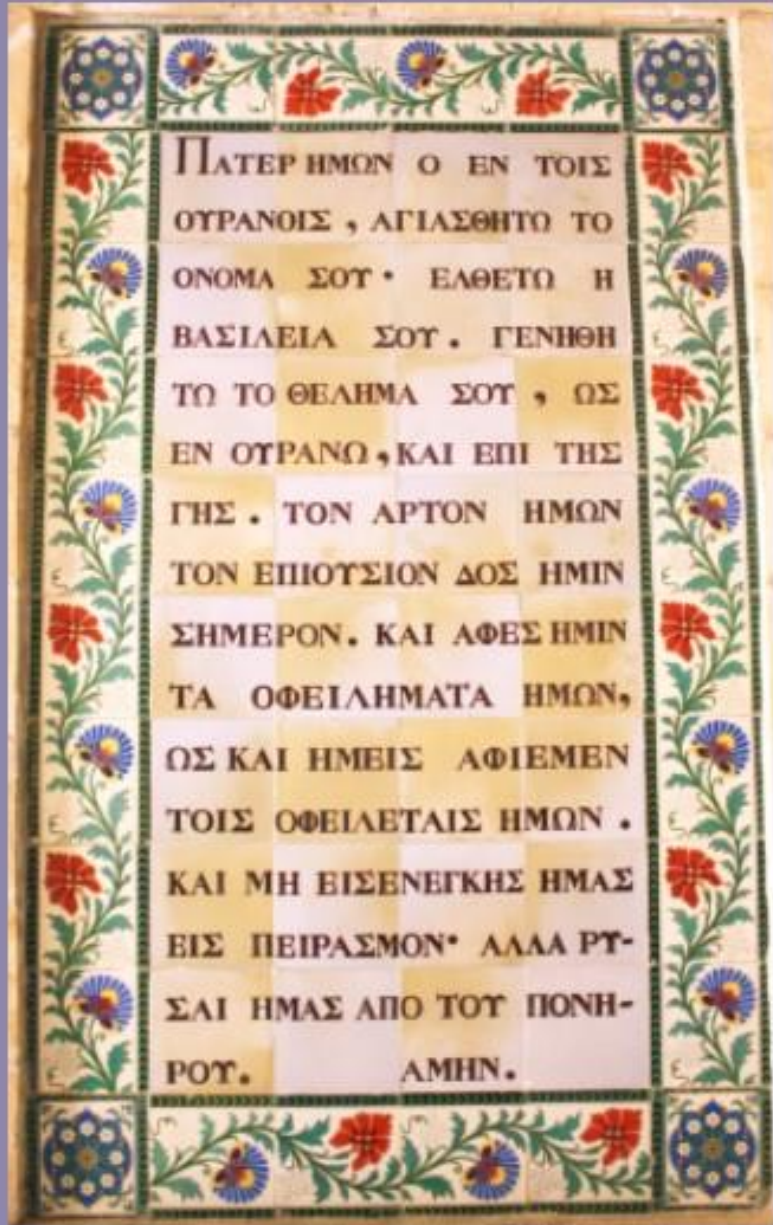 ΠΑΤΕΡ ΗΜΩΝ Ο ΕΝ ΤΟΙΣ
ΟΥΡΑΝΟΙΣ , ΑΓΙΑΣΘΗΤΩ ΤΟ
ΟΝΟΜΑ ΣΟΥ· ΕΛΘΕΤΩ Η
ΒΑΣΙΛΕΙΑ ΣΟΥ . ΓΕΝΗΘΗ
ΤΩ ΤΟ ΘΕΛΗΜΑ ΣΟΥ , ΩΣ
ΕΝ ΟΥΡΑΝΩ , ΚΑΙ ΕΠΙ ΤΗΣ
ΓΗΣ . ΤΟΝ ΑΡΤΟΝ ΗΜΩΝ
ΤΟΝ ΕΠΙΟΥΣΙΟΝ ΔΟΣ ΗΜΙΝ
ΣΗΜΕΡΟΝ. ΚΑΙ ΑΦΕΣ ΗΜΙΝ
ΤΑ ΟΦΕΙΛΗΜΑΤΑ ΗΜΩΝ,
ΩΣ ΚΑΙ ΗΜΕΙΣ ΑΦΙΕΜΕΝ
ΤΟΙΣ ΟΦΕΙΛΕΤΑΙΣ ΗΜΩΝ .
ΚΑΙ ΜΗ ΕΙΣΕΝΕΓΚΗΣ ΗΜΑΣ
ΕΙΣ ΠΕΙΡΑΣΜΟΝ· ΑΛΛΑ ΡΥ-
ΣΑΙ ΗΜΑΣ ΑΠΟ ΤΟΥ ΠΟΝΗ-
ΡΟΥ. ΑΜΗΝ.